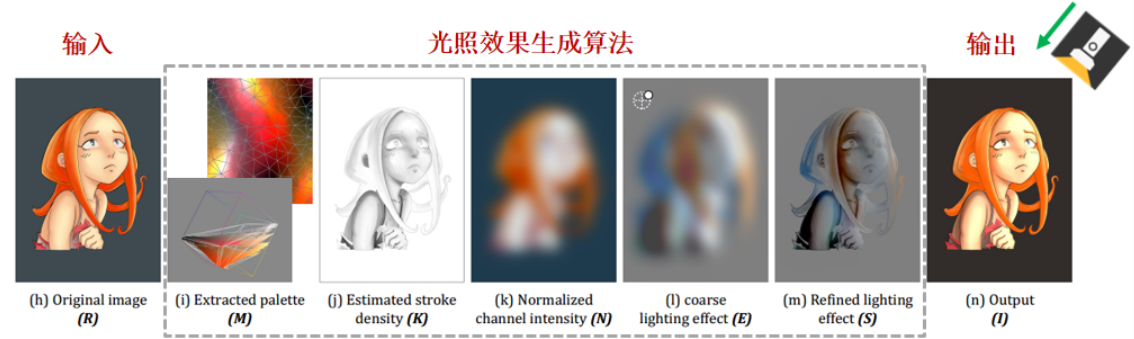 输入
光照效果生成算法
输出
(h) Original image
(R)
(i) Extracted palette
(M)
(j) Estimated stroke
density (K)
(k) Normalized
channel intensity (N)
(l) coarse
lighting effect (E)
(m) Refined lighting
effect (S)
(n) Output
(I)